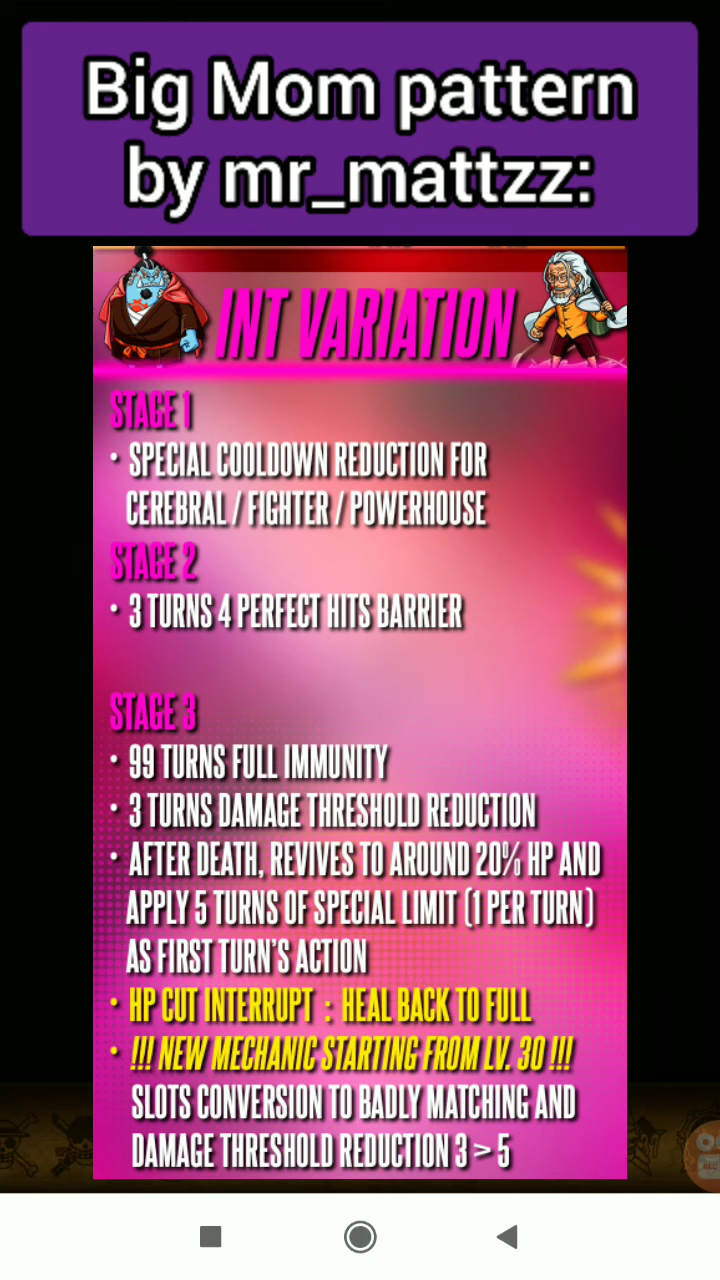 Big Mom pattern
by mr_mattzz:
INT VARIATION
STAGE 1
• SPECIAL COOLDOWN REDUCTION FOR
CEREBRAL / FIGHTER / POWERHOUSE
STAGE 2
• 3 TURNS 4 PERFECT HITS BARRIER
STAGE 3
• 99 TURNS FULL IMMUNITY
• 3 TURNS DAMAGE THRESHOLD REDUCTION
• AFTER DEATH, REVIVES TO AROUND 20% HP AND
APPLY 5 TURNS OF SPECIAL LIMIT (1 PER TURN)
AS FIRST TURN'S ACTION
• HP CUT INTERRUPT : HEAL BACK TO FULL
• !!! NEW MECHANIC STARTING FROM LV. 30 !!!
SLOTS CONVERSION TO BADLY MATCHING AND
DAMAGE THRESHOLD REDUCTION 3 > 5
REC